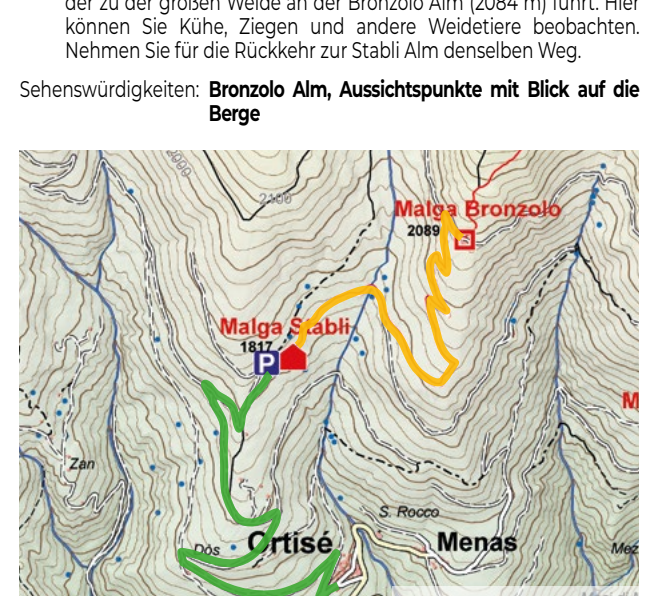 der zu der großen Weide an der Bronzolo Alm (2084 m) führt. Hier
können Sie Kühe, Ziegen und andere Weidetiere beobachten.
Nehmen Sie für die Rückkehr zur Stabli Alm denselben Weg.
Sehenswürdigkeiten: Bronzolo Alm, Aussichtspunkte mit Blick auf die
Berge
2100
Malga Bronzolo
2089
Malga Stabli
1817
P
M
Zan
S. Rocco
Dös
Ortisé
Menas
Mez